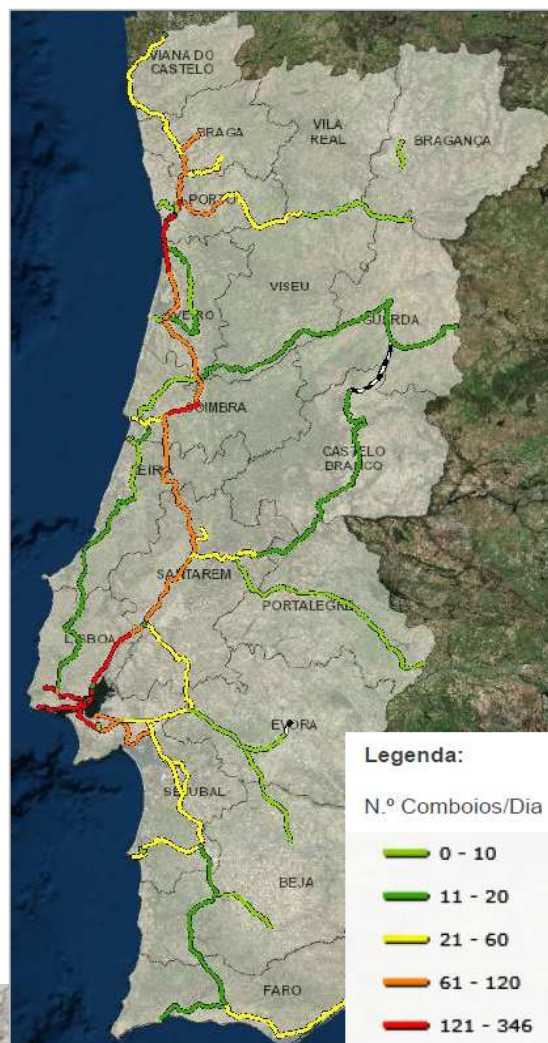 VIANA DO
CASTELO
BRAGA
VILA
REAL
BRAGANÇA
PORTO
VISEU
GUARDA
COIMBRA
CASTELO
BRANCO
SANTAREM
PORTALEGRE
LISBOA
EVORA
SETUBAL
BEJA
FARO
Legenda:
N.º Comboios/Dia
0 - 10
11 - 20
21 - 60
61 - 120
121 - 346